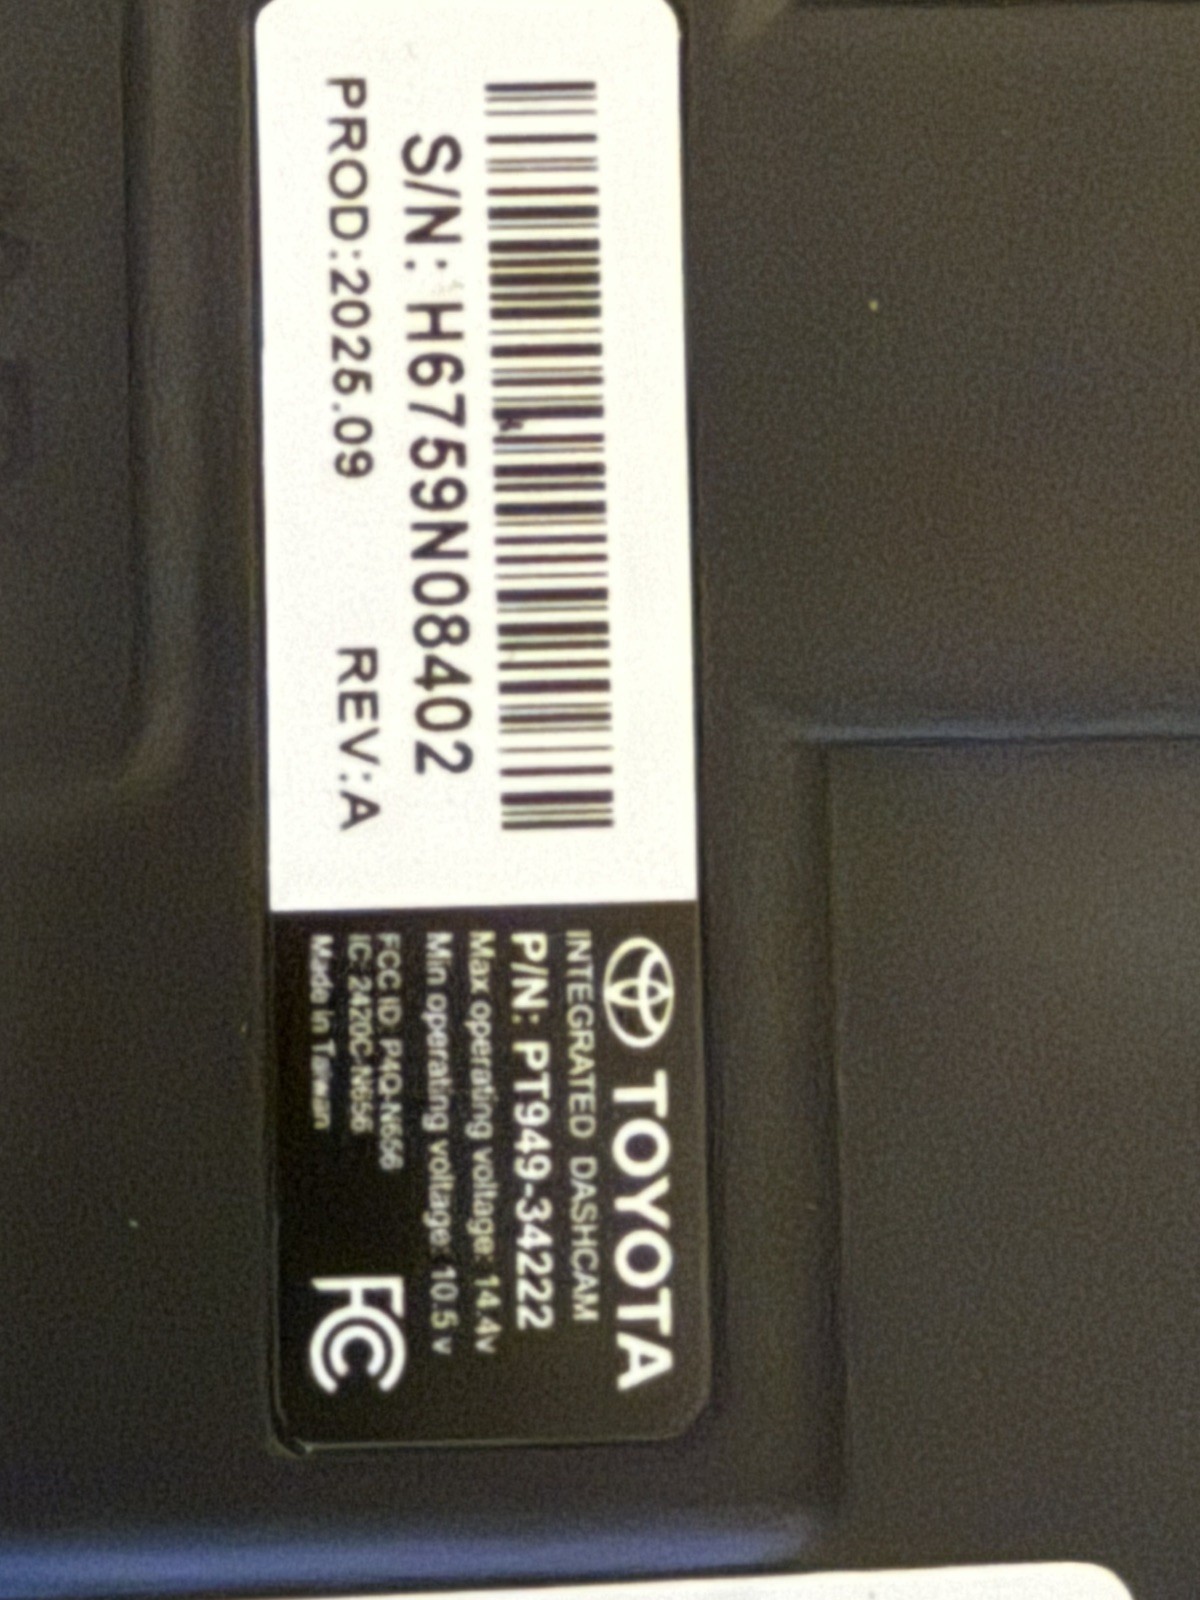 S/N: H6759N08402
PROD:2025.09 REV:A
TOYOTA
INTEGRATED DASHCAM
P/N: PT949-34222
Max operating voltage: 14.4v
Min operating voltage: 10.5 v
FCC ID: P4Q-N656
IC: 2420C-N656
Made in Taiwan
FC